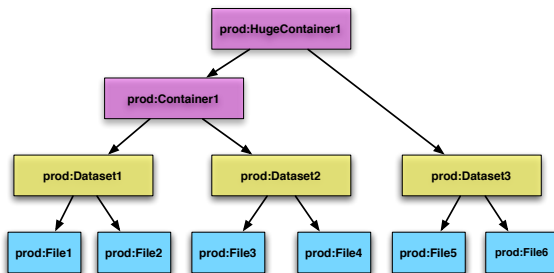 prod:HugeContainer1
prod:Container1
prod:Dataset1
prod:Dataset2
prod:Dataset3
prod:File1
prod:File2
prod:File3
prod:File4
prod:File5
prod:File6